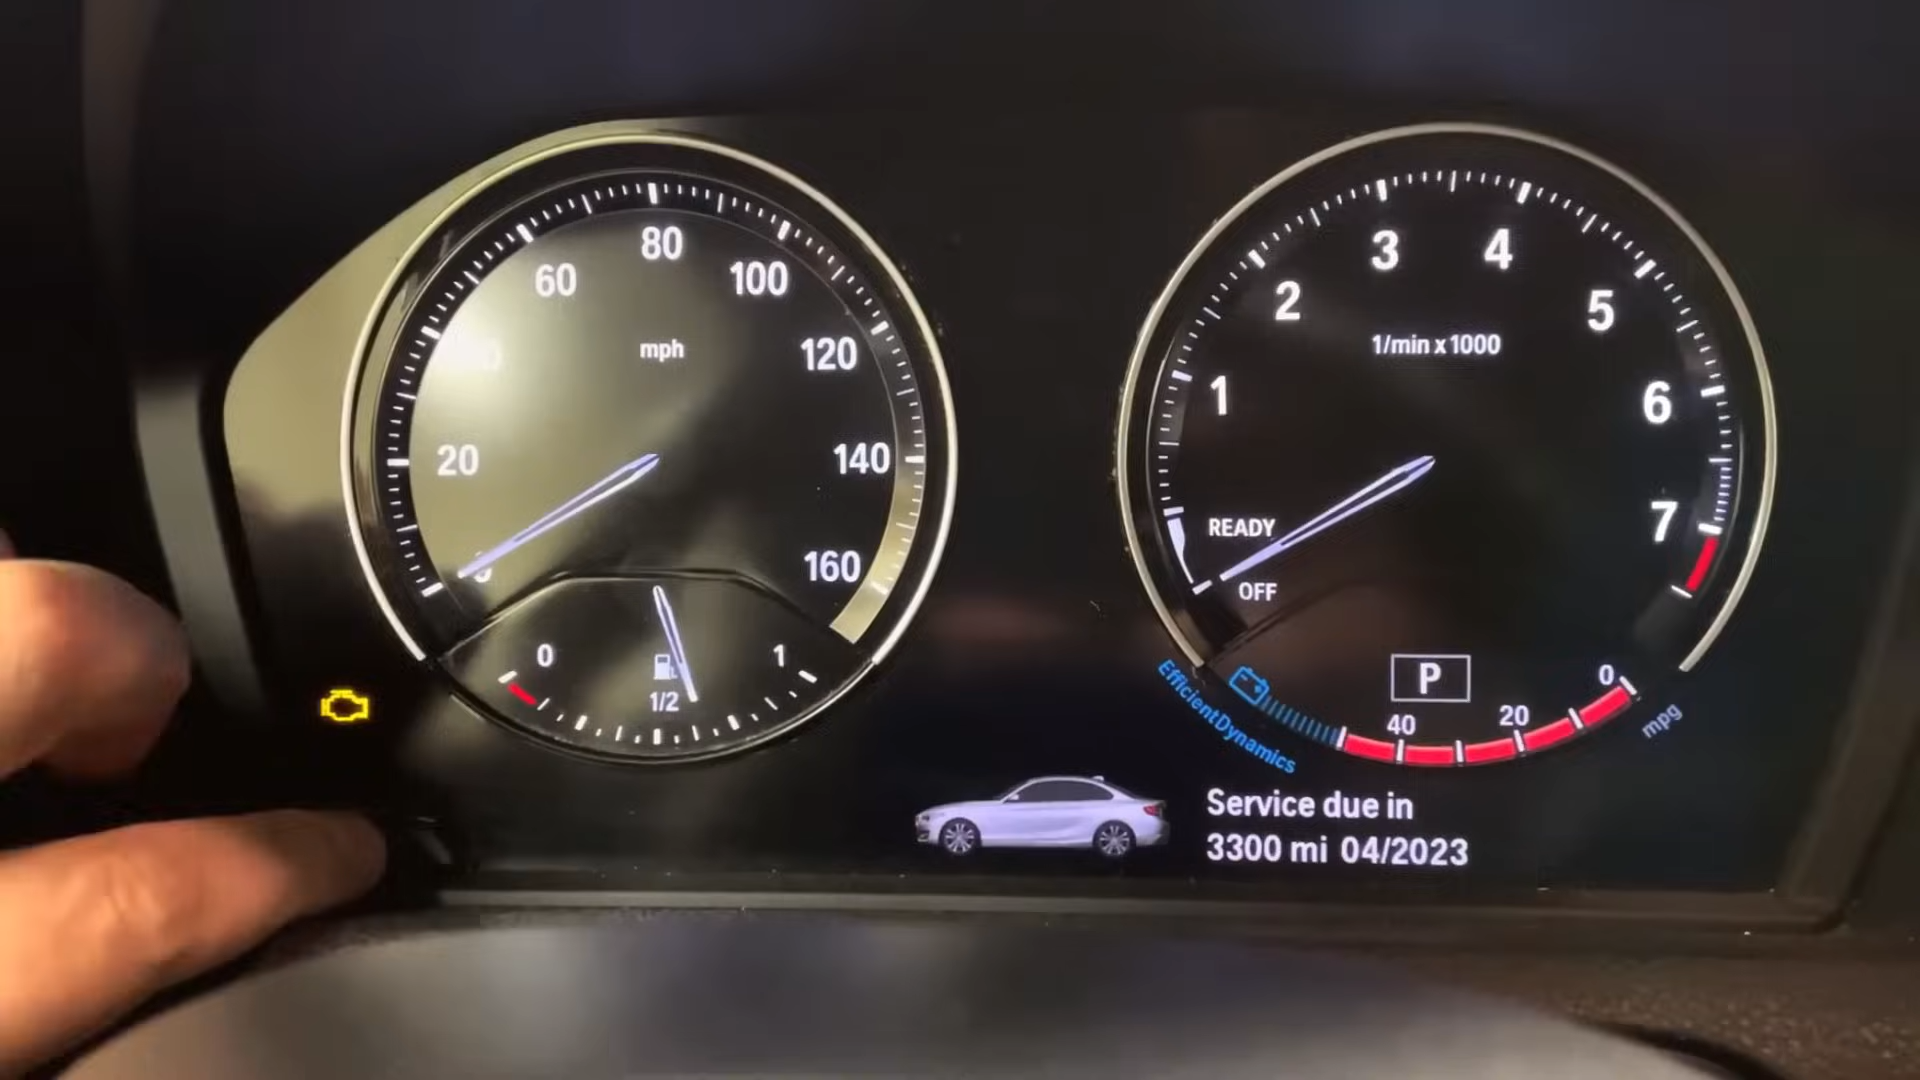 80
60
100
mph
120
20
140
160
0
1
1/2
3
4
2
5
1/min x 1000
1
6
READY
7
OFF
P
0
20
40
mpg
EfficientDynamics
Service due in
3300 mi 04/2023